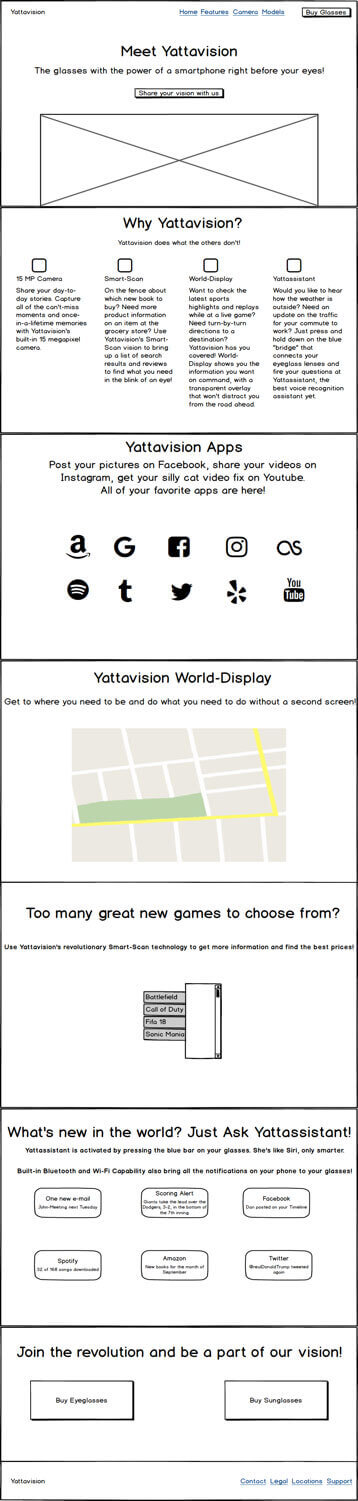 Yattavision
Home Features Camera Models
Buy Glasses
Meet Yattavision
The glasses with the power of a smartphone right before your eyes!
Share your vision with us
Why Yattavision?
Yattavision does what the others don't!
15 MP Camera
Share your day-to-
day stories. Capture
all of the can't-miss
moments and once-
in-a-lifetime memories
with Yattavision's
built-in 15 megapixel
camera.
Smart-Scan
On the fence about
which new book to
buy? Need more
product information
on an item at the
grocery store? Use
Yattavision's Smart-
Scan vision to bring
up a list of search
results and reviews
to find what you need
in the blink of an eye!
World-Display
Want to check the
latest sports
highlights and replays
while at a live game?
Need turn-by-turn
directions to a
destination?
Yattavision has you
covered! World-
Display shows you the
information you want
on command, with a
transparent overlay
that won't distract you
from the road ahead.
Yattassistant
Would you like to hear
how the weather is
outside? Need an
update on the traffic
for your commute to
work? Just press and
hold down on the blue
"bridge" that
connects your
eyeglass lenses and
fire your questions at
Yattassistant, the
best voice recognition
assistant yet.
Yattavision Apps
Post your pictures on Facebook, share your videos on
Instagram, get your silly cat video fix on Youtube.
All of your favorite apps are here!
You
Tube
Yattavision World-Display
Get to where you need to be and do what you need to do without a second screen!
Too many great new games to choose from?
Use Yattavision's revolutionary Smart-Scan technology to get more information and find the best prices!
Battlefield
Call of Duty
Fifa 18
Sonic Mania
What's new in the world? Just Ask Yattassistant!
Yattassistant is activated by pressing the blue bar on your glasses. She's like Siri, only smarter.
Built-in Bluetooth and Wi-Fi Capability also bring all the notifications on your phone to your glasses!
One new e-mail
John-Meeting next Tuesday
Scoring Alert
Giants take the lead over the
Dodgers, 3-2, in the bottom of
the 7th inning
Facebook
Dan posted on your Timeline
Spotify
32 of 168 songs downloaded
Amazon
New books for the month of
September
Twitter
@realDonaldTrump tweeted
again
Join the revolution and be a part of our vision!
Buy Eyeglasses
Buy Sunglasses
Yattavision
Contact Legal Locations Support